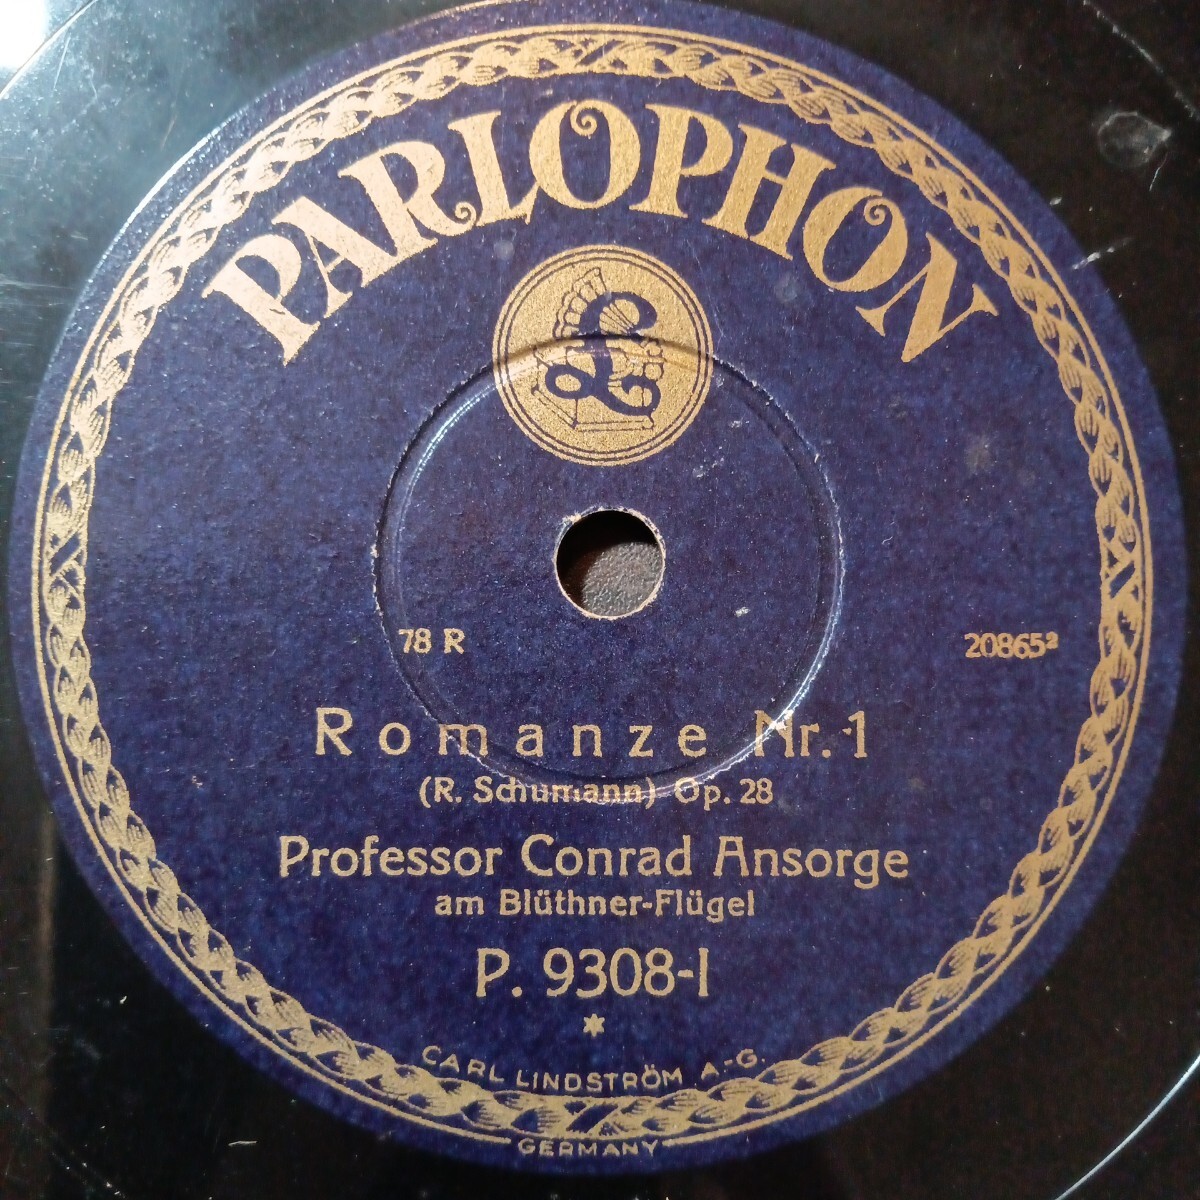 PARLOPHON
£
78 R
20865ª
Romanze Nr. 1
(R. Schumann) Op. 28
Professor Conrad Ansorge
am Blüthner-Flügel
P. 9308-I
*
CARL LINDSTRÖM A.-G.
GERMANY